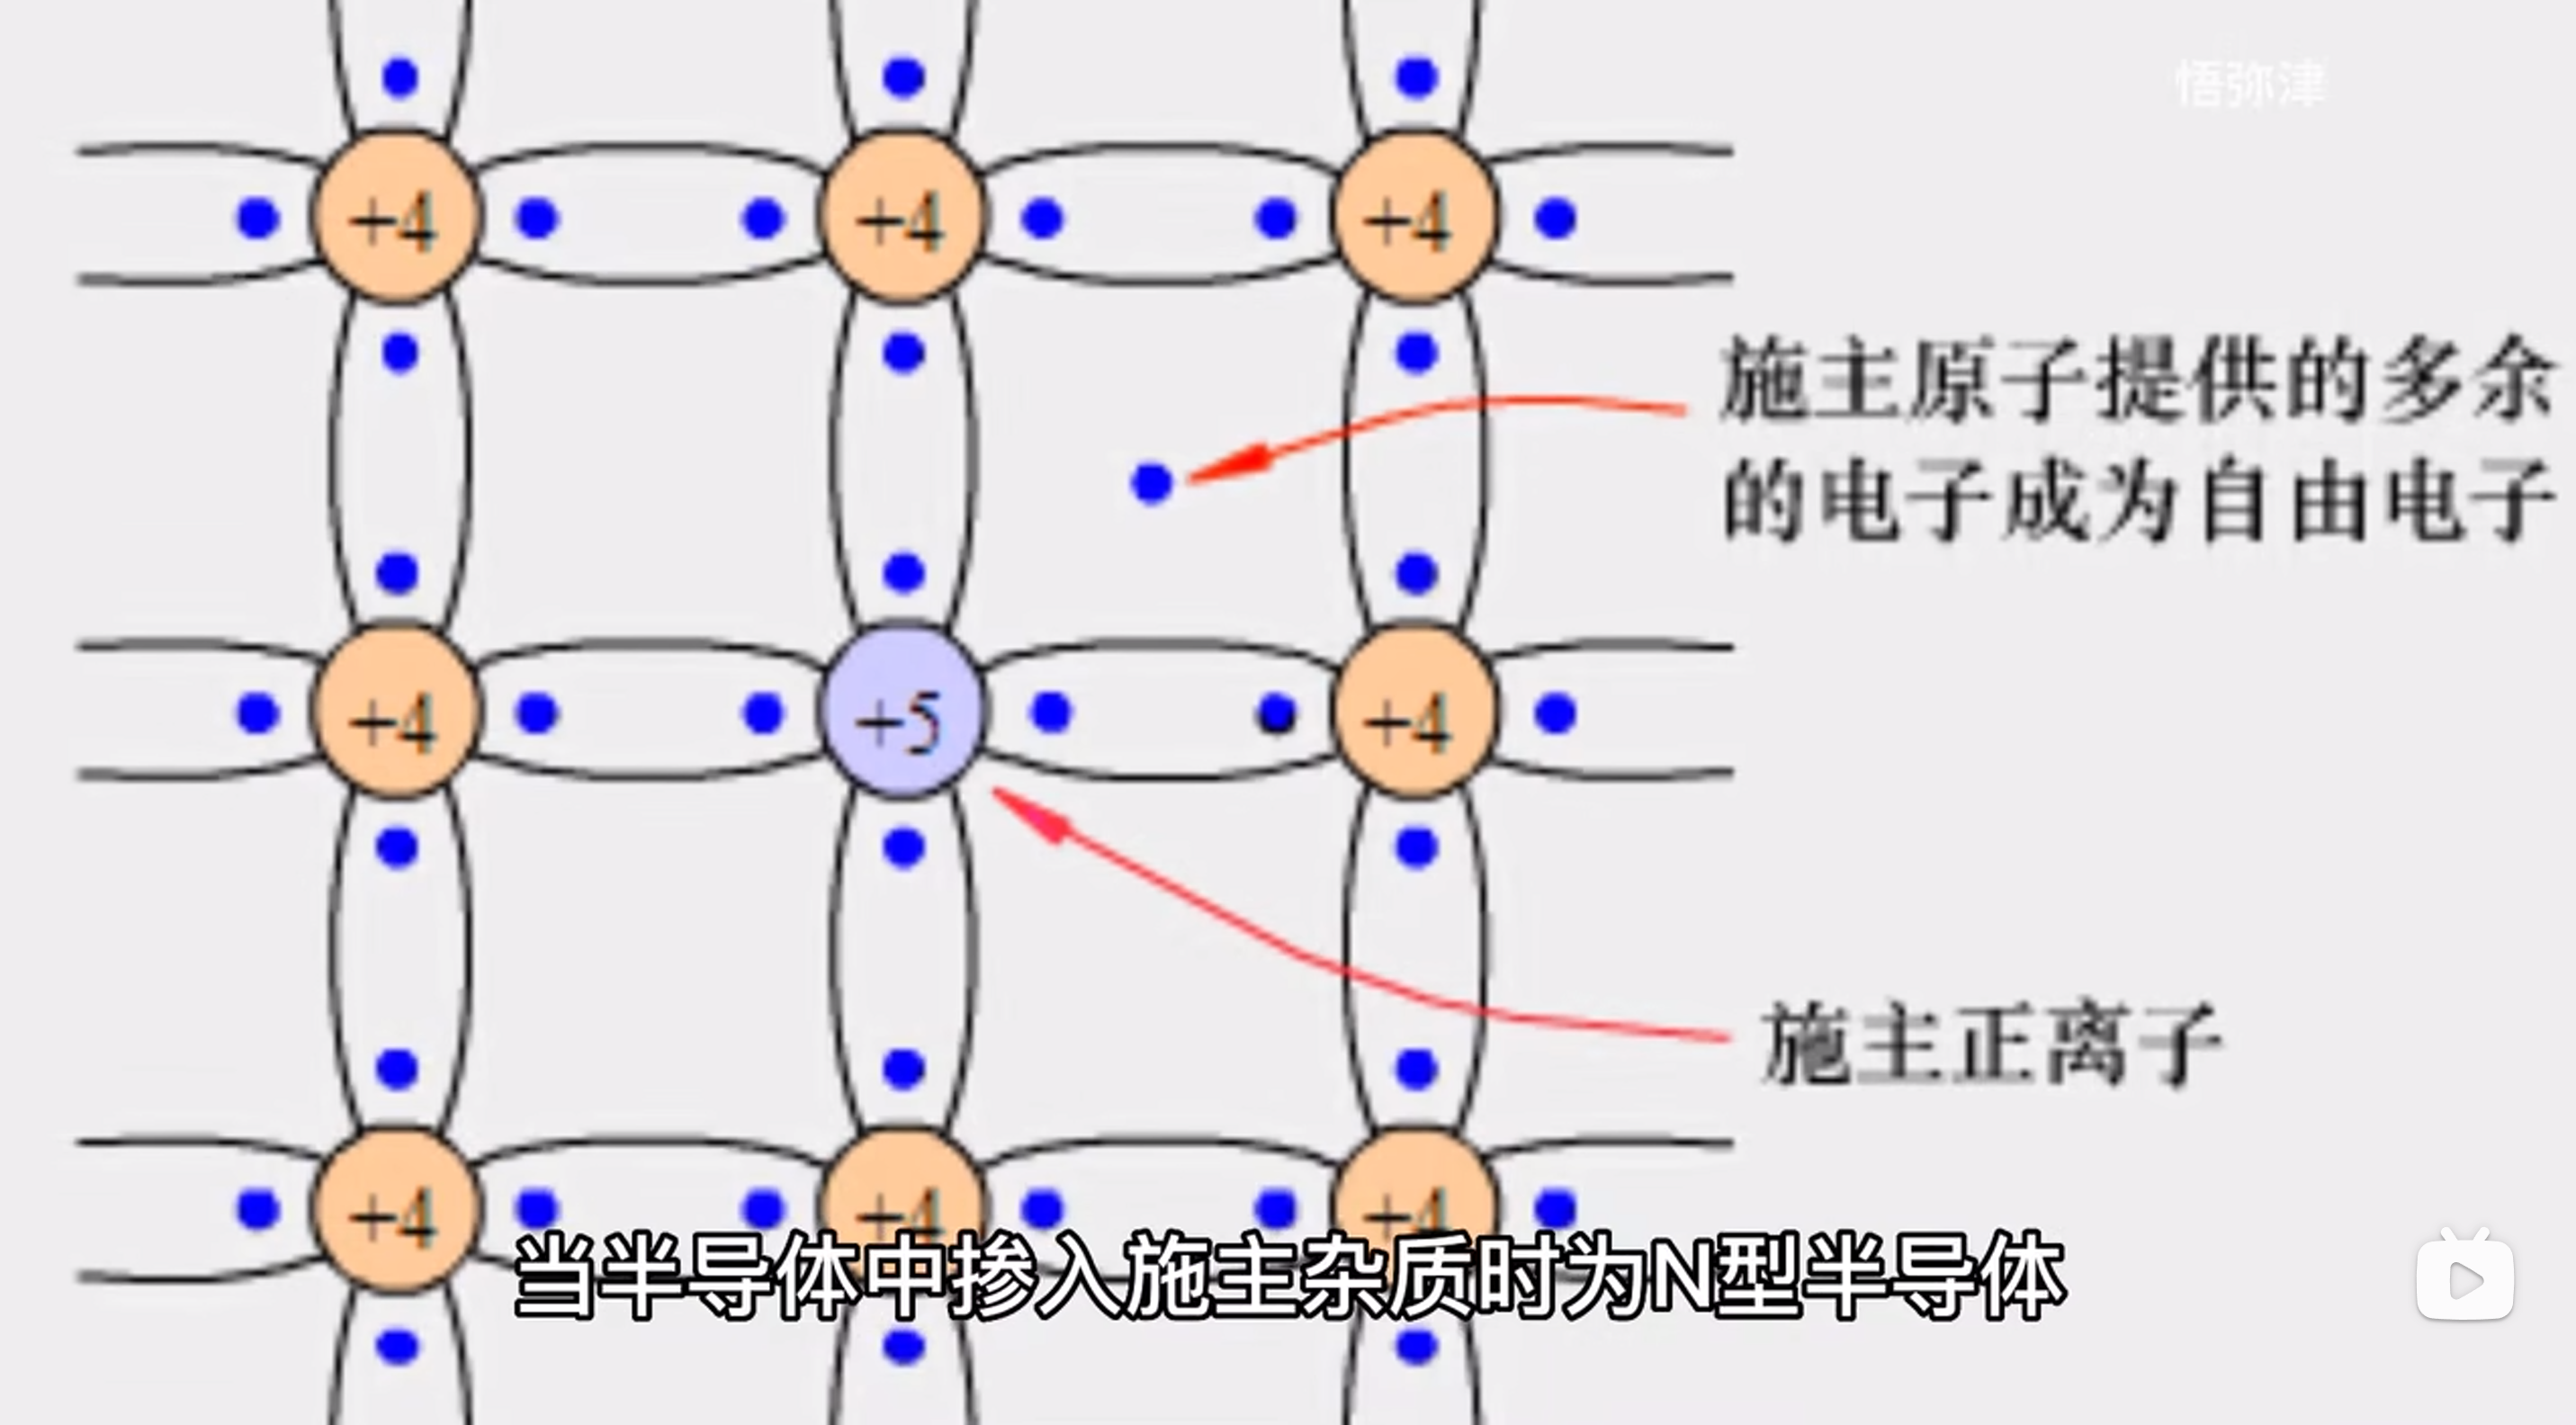 悟弥津
+4 +4 +4
施主原子提供的多余
的电子成为自由电子
+4 +5 +4
施主正离子
+4 +4 +4
当半导体中掺入施主杂质时为N型半导体